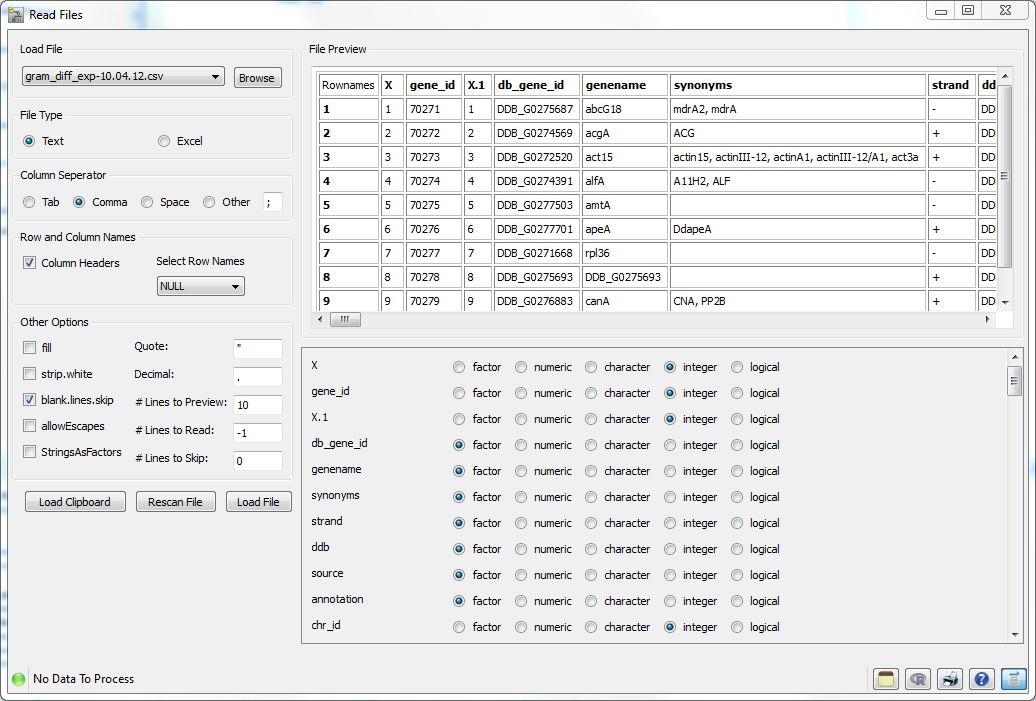 Read Files
Load File
gram_diff_exp-10.04.12.csv
Browse
File Type
Text Excel
Column Seperator
Tab Comma Space Other ;
Row and Column Names
Column Headers
Select Row Names
NULL
Other Options
fill
strip.white
blank.lines.skip
allowEscapes
StringsAsFactors
Quote: "
Decimal: .
# Lines to Preview: 10
# Lines to Read: -1
# Lines to Skip: 0
Load Clipboard Rescan File Load File
File Preview
Rownames X gene_id X.1 db_gene_id genename synonyms strand dd
1 1 70271 1 DDB_G0275687 abcG18 mdrA2, mdrA - DD
2 2 70272 2 DDB_G0274569 acgA ACG + DD
3 3 70273 3 DDB_G0272520 act15 actin15, actinIII-12, actinA1, actinIII-12/A1, act3a + DD
4 4 70274 4 DDB_G0274391 alfA A11H2, ALF - DD
5 5 70275 5 DDB_G0277503 amtA - DD
6 6 70276 6 DDB_G0277701 apeA DdapeA + DD
7 7 70277 7 DDB_G0271668 rpl36 - DD
8 8 70278 8 DDB_G0275693 DDB_G0275693 + DD
9 9 70279 9 DDB_G0276883 canA CNA, PP2B + DD
X factor numeric character integer logical
gene_id factor numeric character integer logical
X.1 factor numeric character integer logical
db_gene_id factor numeric character integer logical
genename factor numeric character integer logical
synonyms factor numeric character integer logical
strand factor numeric character integer logical
ddb factor numeric character integer logical
source factor numeric character integer logical
annotation factor numeric character integer logical
chr_id factor numeric character integer logical
No Data To Process